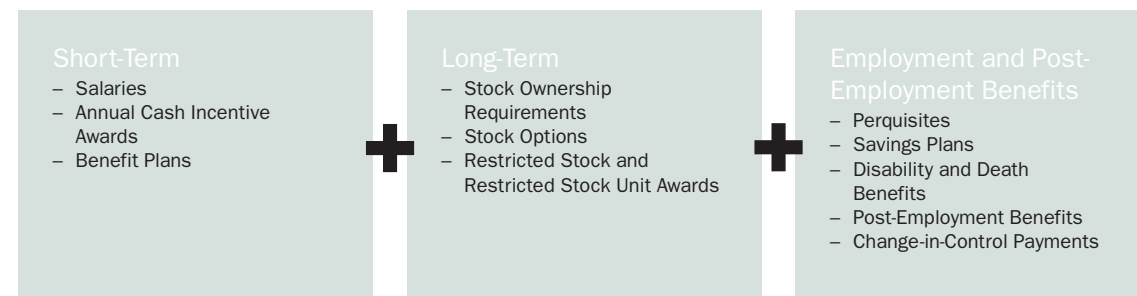 Short-Term
– Salaries
– Annual Cash Incentive
Awards
– Benefit Plans
Long-Term
– Stock Ownership
Requirements
– Stock Options
– Restricted Stock and
Restricted Stock Unit Awards
Employment and Post-
Employment Benefits
– Perquisites
– Savings Plans
– Disability and Death
Benefits
– Post-Employment Benefits
– Change-in-Control Payments